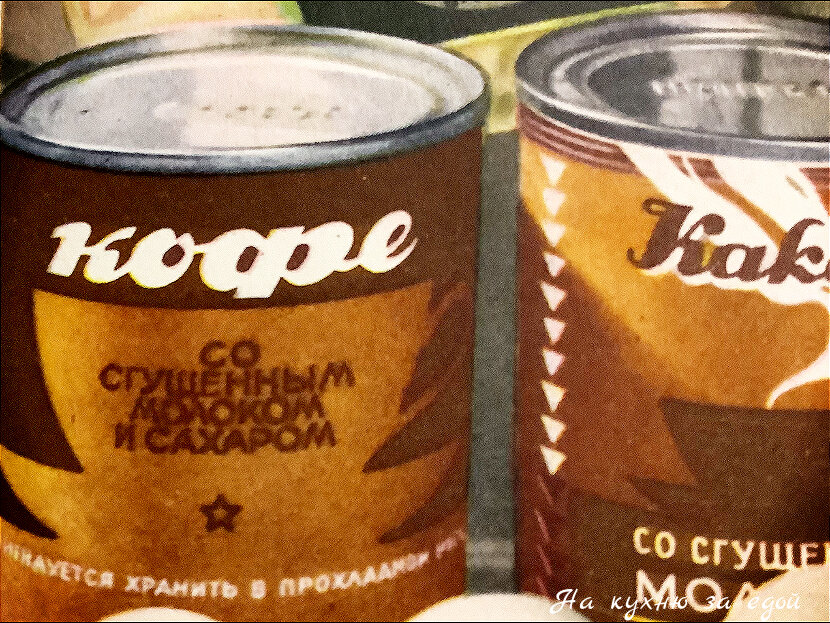 кофе
СО
СГУЩЕННЫМ
МОЛОКОМ
И САХАРОМ
ХРАНИТЬ В ПРОХЛАДНОМ
Как
СО СГУЩЕ
МОЛ
На кухню за едой